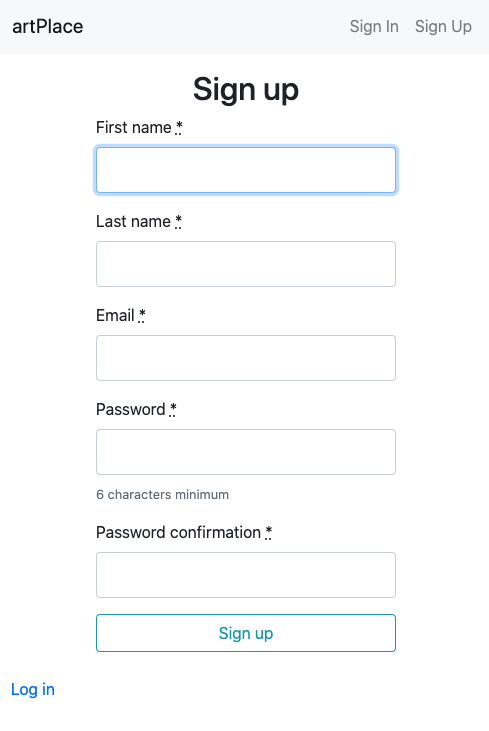 artPlace Sign In Sign Up
Sign up
First name *
Last name *
Email *
Password *
6 characters minimum
Password confirmation *
Sign up
Log in